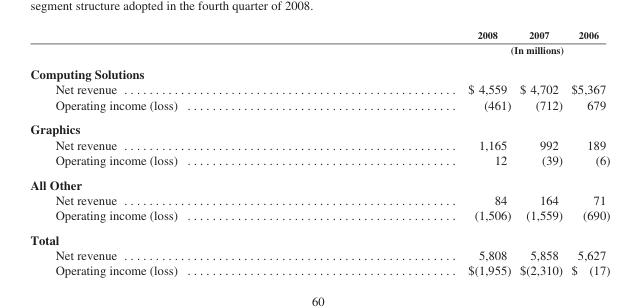 segment structure adopted in the fourth quarter of 2008.
2008 2007 2006
(In millions)
Computing Solutions
Net revenue . . . . . . . . . . . . . . . . . . . . . . . . . . . . . . . . . . . . . . . . . . . . . . . . . . . . . $ 4,559 $ 4,702 $5,367
Operating income (loss) . . . . . . . . . . . . . . . . . . . . . . . . . . . . . . . . . . . . . . . . . . . (461) (712) 679
Graphics
Net revenue . . . . . . . . . . . . . . . . . . . . . . . . . . . . . . . . . . . . . . . . . . . . . . . . . . . . . 1,165 992 189
Operating income (loss) . . . . . . . . . . . . . . . . . . . . . . . . . . . . . . . . . . . . . . . . . . . 12 (39) (6)
All Other
Net revenue . . . . . . . . . . . . . . . . . . . . . . . . . . . . . . . . . . . . . . . . . . . . . . . . . . . . . 84 164 71
Operating income (loss) . . . . . . . . . . . . . . . . . . . . . . . . . . . . . . . . . . . . . . . . . . . (1,506) (1,559) (690)
Total
Net revenue . . . . . . . . . . . . . . . . . . . . . . . . . . . . . . . . . . . . . . . . . . . . . . . . . . . . . 5,808 5,858 5,627
Operating income (loss) . . . . . . . . . . . . . . . . . . . . . . . . . . . . . . . . . . . . . . . . . . . $(1,955) $(2,310) $ (17)
60